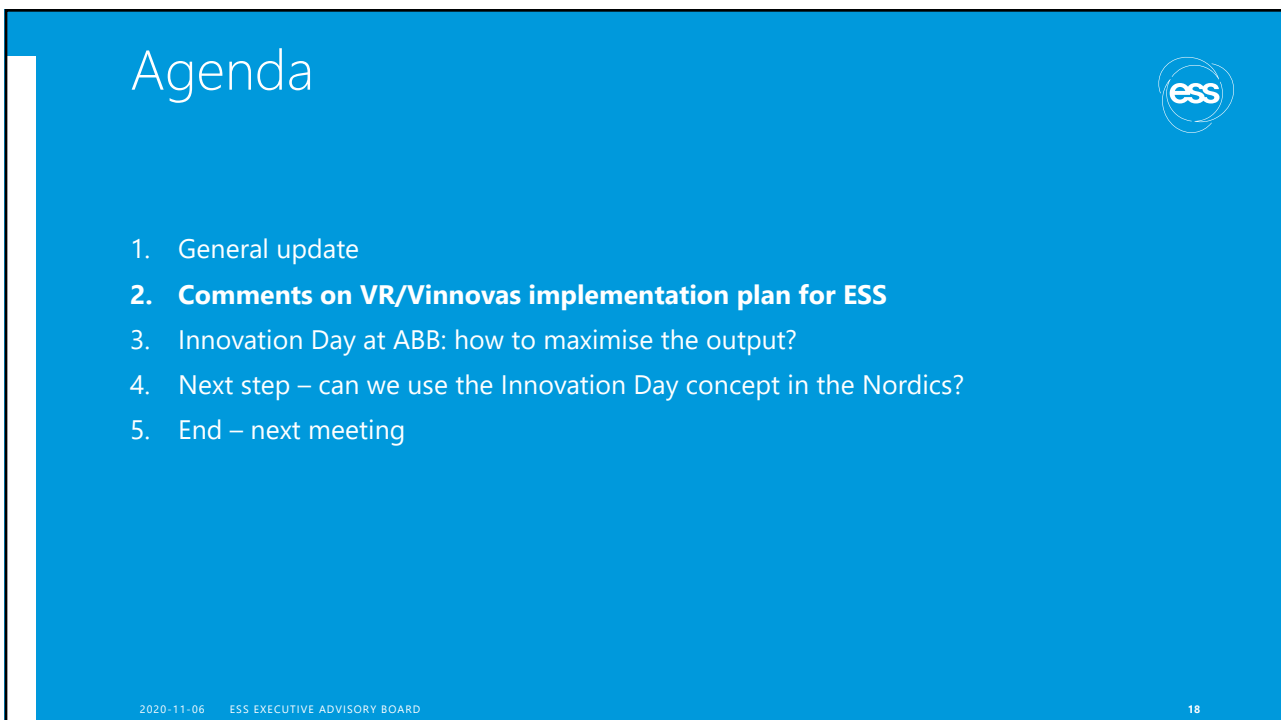 Agenda
ess
1. General update
2. Comments on VR/Vinnovas implementation plan for ESS
3. Innovation Day at ABB: how to maximise the output?
4. Next step – can we use the Innovation Day concept in the Nordics?
5. End – next meeting
2020-11-06 ESS EXECUTIVE ADVISORY BOARD 18